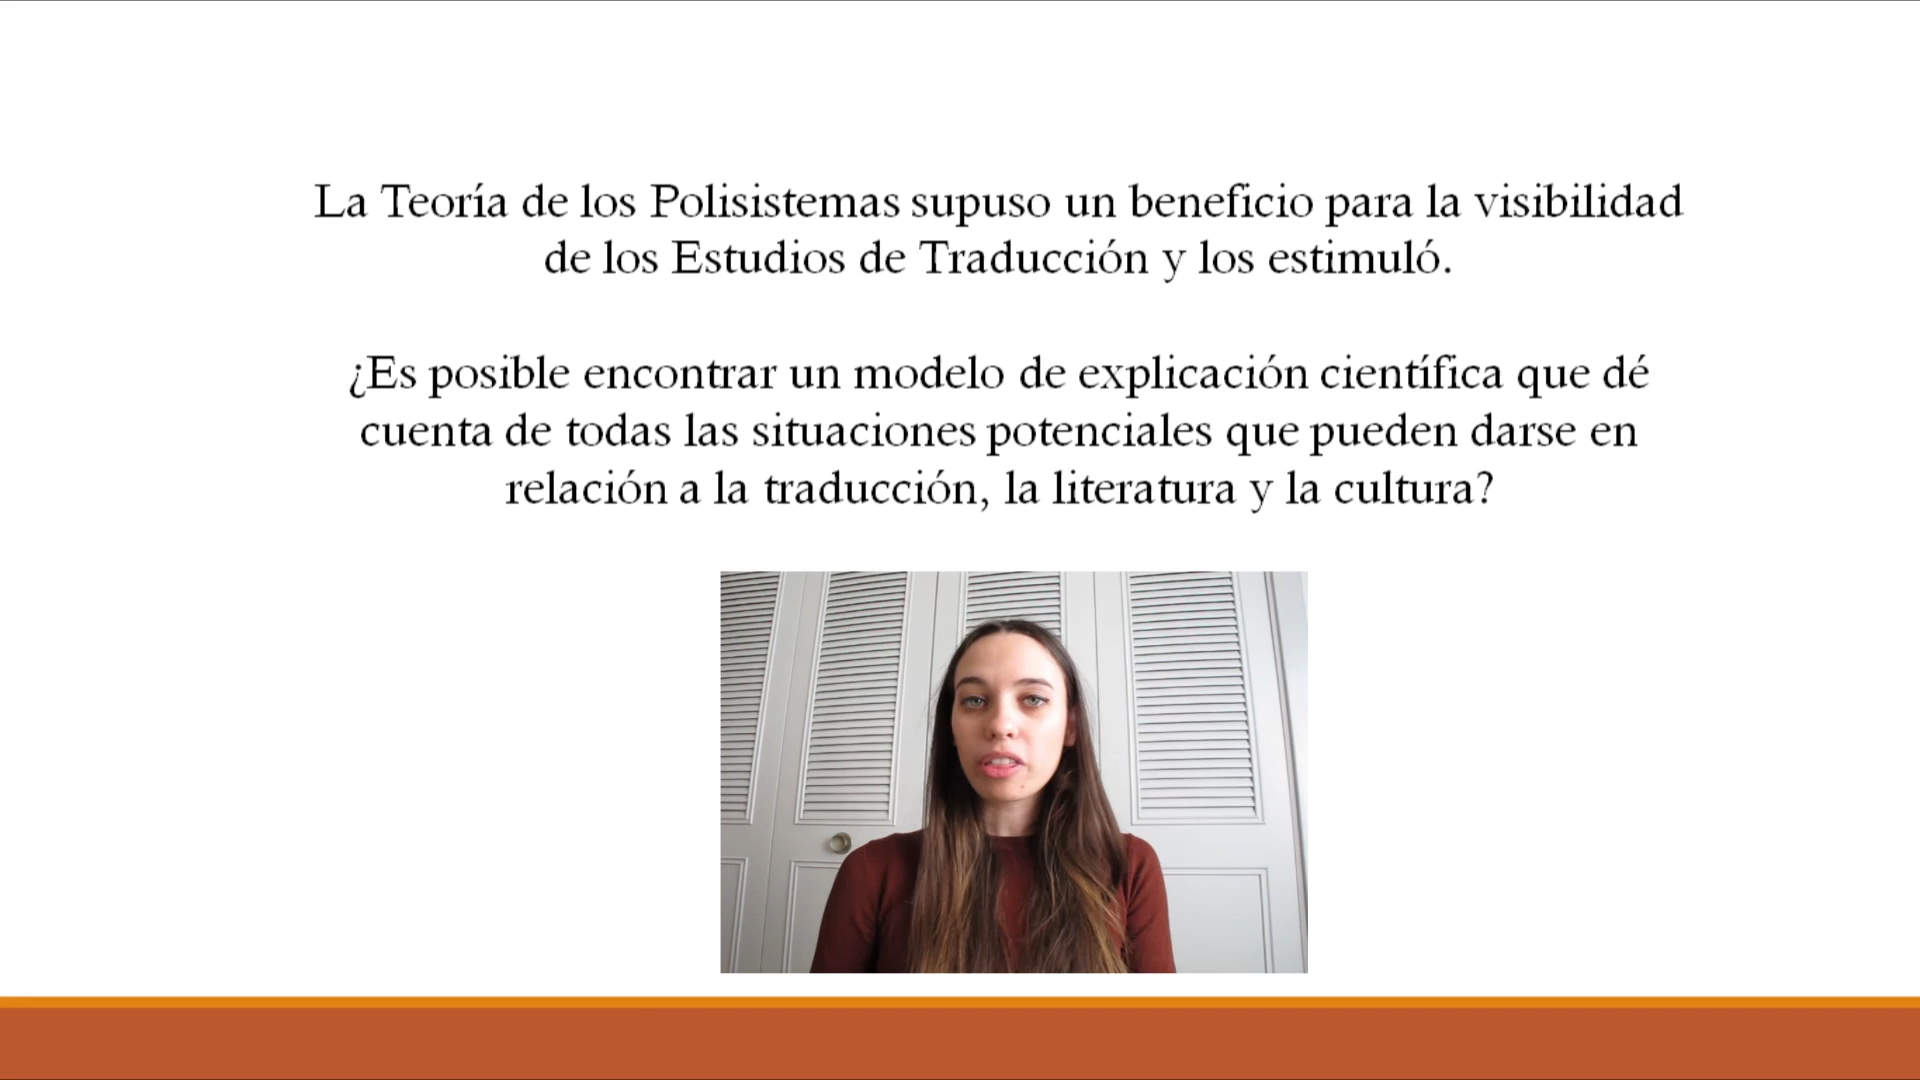 La Teoría de los Polisistemas supuso un beneficio para la visibilidad
de los Estudios de Traducción y los estimuló.
¿Es posible encontrar un modelo de explicación científica que dé
cuenta de todas las situaciones potenciales que pueden darse en
relación a la traducción, la literatura y la cultura?